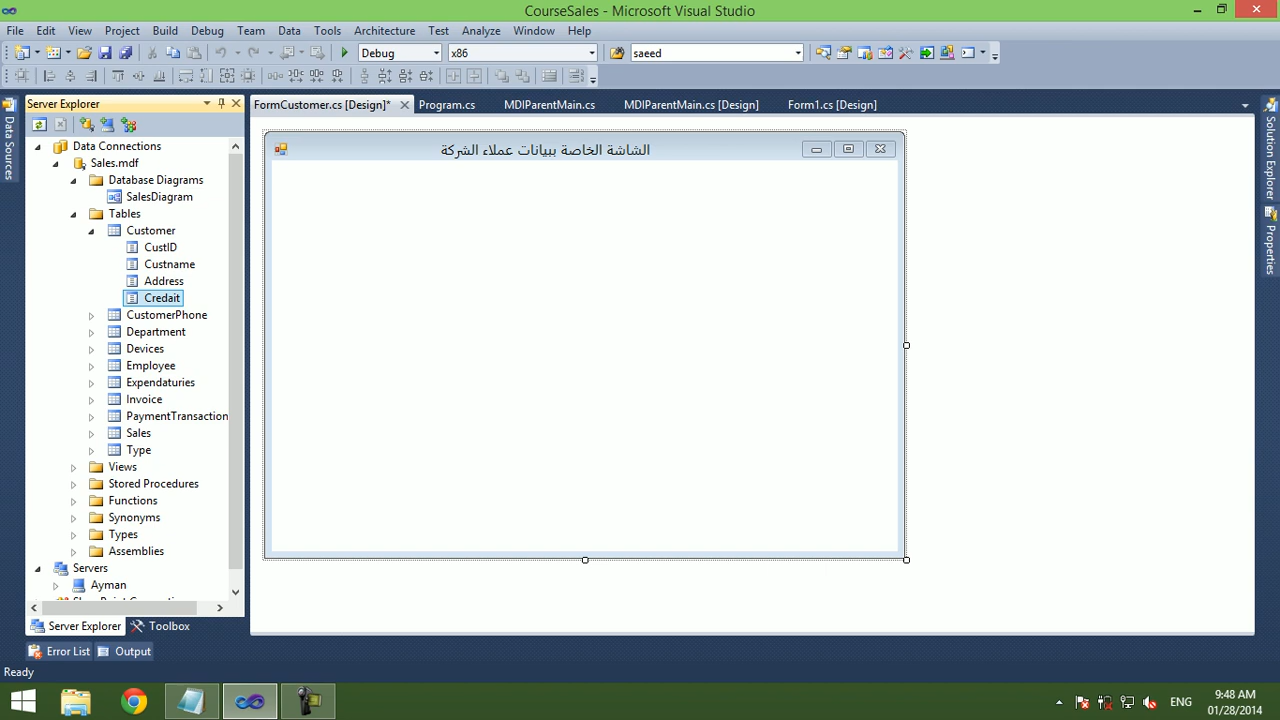 CourseSales - Microsoft Visual Studio
File Edit View Project Build Debug Team Data Tools Architecture Test Analyze Window Help
Debug x86 saeed
Server Explorer
FormCustomer.cs [Design]* Program.cs MDIParentMain.cs MDIParentMain.cs [Design] Form1.cs [Design]
Data Sources
Solution Explorer
Properties
Data Connections
Sales.mdf
Database Diagrams
SalesDiagram
Tables
Customer
CustID
Custname
Address
Credait
CustomerPhone
Department
Devices
Employee
Expendaturies
Invoice
PaymentTransaction
Sales
Type
Views
Stored Procedures
Functions
Synonyms
Types
Assemblies
Servers
Ayman
الشاشة الخاصة ببيانات عملاء الشركة
Server Explorer Toolbox
Error List Output
Ready
ENG
9:48 AM
01/28/2014